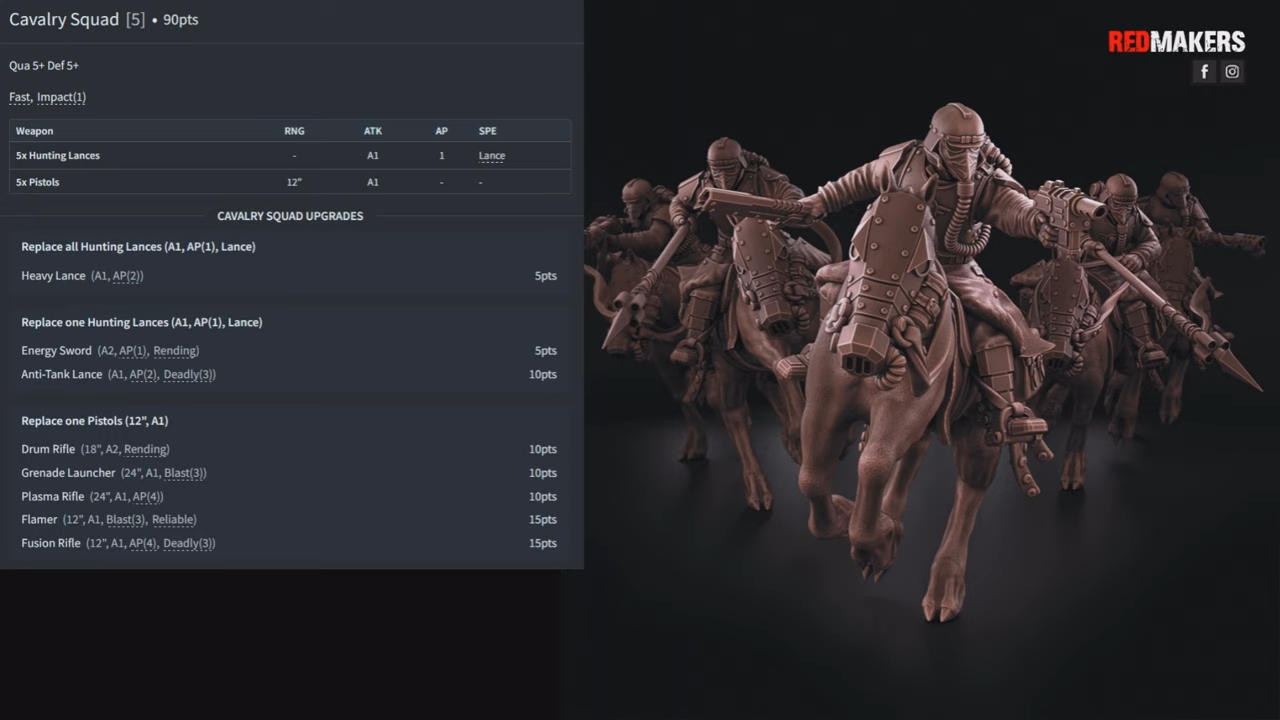 Cavalry Squad [5] • 90pts
Qua 5+ Def 5+
Fast, Impact(1)
Weapon RNG ATK AP SPE
5x Hunting Lances - A1 1 Lance
5x Pistols 12" A1 - -
CAVALRY SQUAD UPGRADES
Replace all Hunting Lances (A1, AP(1), Lance)
Heavy Lance (A1, AP(2)) 5pts
Replace one Hunting Lances (A1, AP(1), Lance)
Energy Sword (A2, AP(1), Rending) 5pts
Anti-Tank Lance (A1, AP(2), Deadly(3)) 10pts
Replace one Pistols (12", A1)
Drum Rifle (18", A2, Rending) 10pts
Grenade Launcher (24", A1, Blast(3)) 10pts
Plasma Rifle (24", A1, AP(4)) 10pts
Flamer (12", A1, Blast(3), Reliable) 15pts
Fusion Rifle (12", A1, AP(4), Deadly(3)) 15pts
REDMAKERS